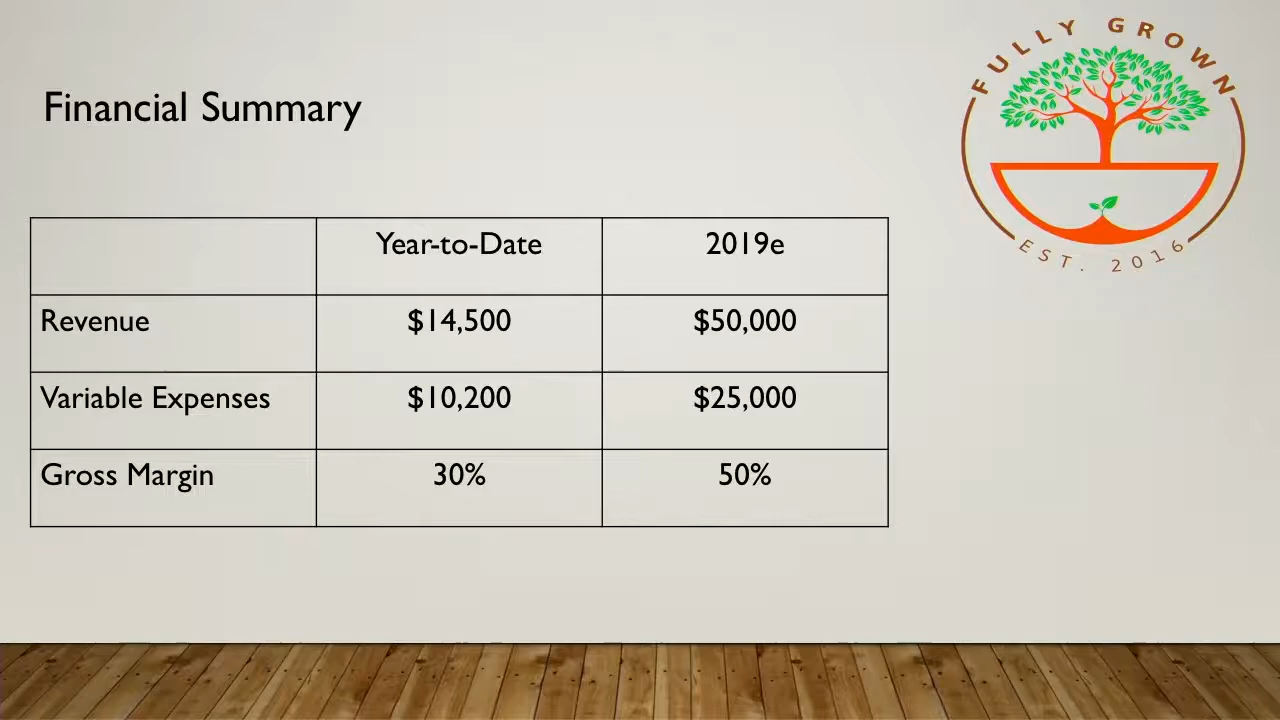 Financial Summary
FULLY GROWN
EST. 2016
Year-to-Date 2019e
Revenue $14,500 $50,000
Variable Expenses $10,200 $25,000
Gross Margin 30% 50%